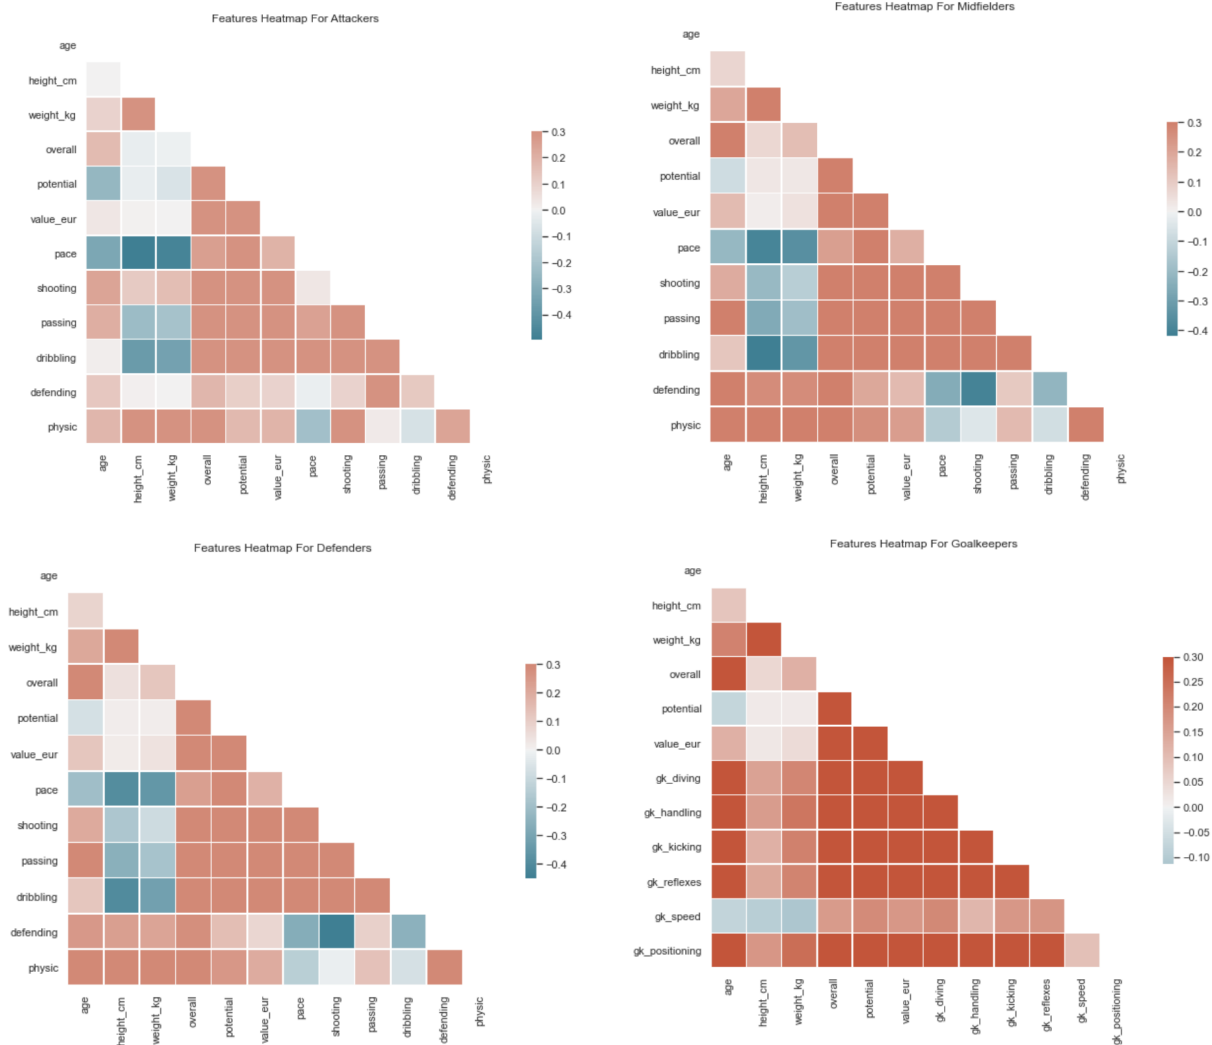 Features Heatmap For Attackers
age
height_cm
weight_kg
overall
potential
value_eur
pace
shooting
passing
dribbling
defending
physic
age
height_cm
weight_kg
overall
potential
value_eur
pace
shooting
passing
dribbling
defending
physic
0.3
0.2
0.1
0.0
−0.1
−0.2
−0.3
−0.4
Features Heatmap For Midfielders
age
height_cm
weight_kg
overall
potential
value_eur
pace
shooting
passing
dribbling
defending
physic
age
height_cm
weight_kg
overall
potential
value_eur
pace
shooting
passing
dribbling
defending
physic
0.3
0.2
0.1
0.0
−0.1
−0.2
−0.3
−0.4
Features Heatmap For Defenders
age
height_cm
weight_kg
overall
potential
value_eur
pace
shooting
passing
dribbling
defending
physic
age
height_cm
weight_kg
overall
potential
value_eur
pace
shooting
passing
dribbling
defending
physic
0.3
0.2
0.1
0.0
−0.1
−0.2
−0.3
−0.4
Features Heatmap For Goalkeepers
age
height_cm
weight_kg
overall
potential
value_eur
gk_diving
gk_handling
gk_kicking
gk_reflexes
gk_speed
gk_positioning
age
height_cm
weight_kg
overall
potential
value_eur
gk_diving
gk_handling
gk_kicking
gk_reflexes
gk_speed
gk_positioning
0.30
0.25
0.20
0.15
0.10
0.05
0.00
−0.05
−0.10